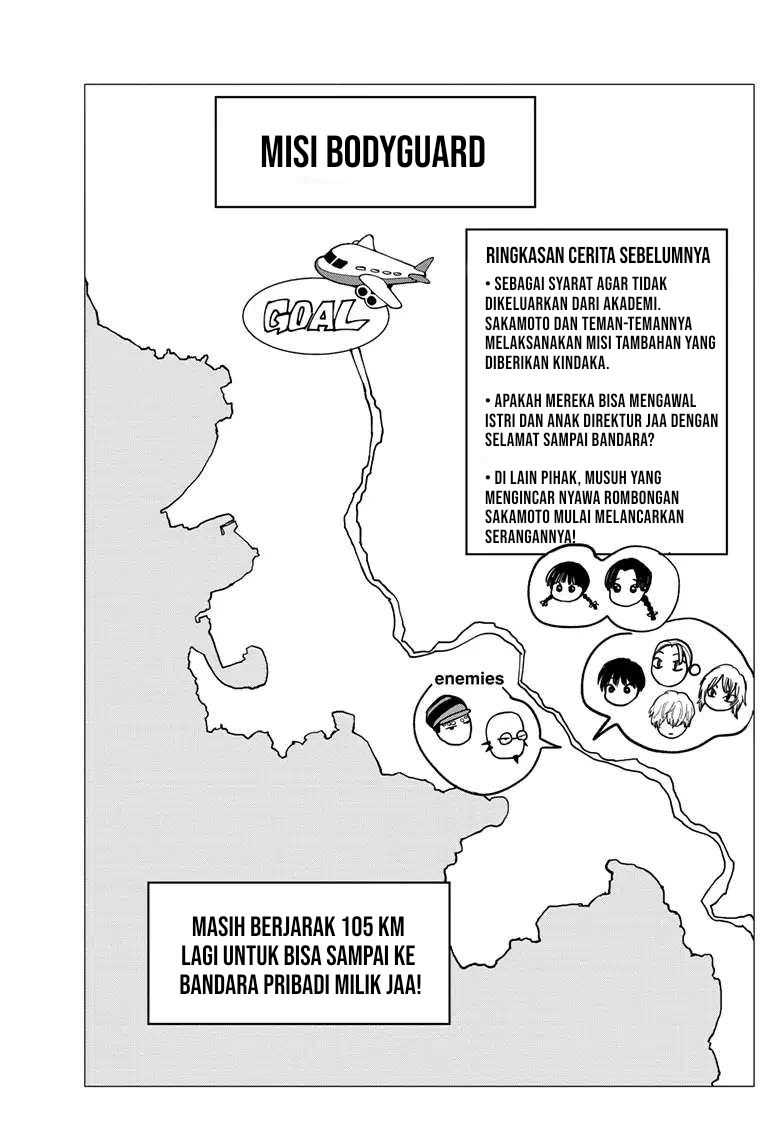 MISI BODYGUARD
RINGKASAN CERITA SEBELUMNYA
• SEBAGAI SYARAT AGAR TIDAK
DIKELUARKAN DARI AKADEMI.
SAKAMOTO DAN TEMAN-TEMANNYA
MELAKSANAKAN MISI TAMBAHAN YANG
DIBERIKAN KINDAKA.
• APAKAH MEREKA BISA MENGAWAL
ISTRI DAN ANAK DIREKTUR JAA DENGAN
SELAMAT SAMPAI BANDARA?
• DI LAIN PIHAK, MUSUH YANG
MENGINCAR NYAWA ROMBONGAN
SAKAMOTO MULAI MELANCARKAN
SERANGANNYA!
GOAL
enemies
MASIH BERJARAK 105 KM
LAGI UNTUK BISA SAMPAI KE
BANDARA PRIBADI MILIK JAA!